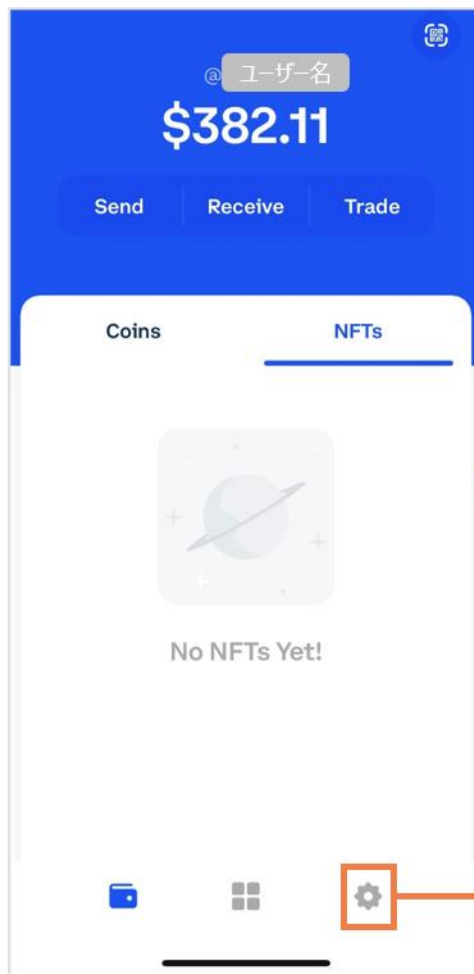 @ ユーザー名
$382.11
Send Receive Trade
Coins NFTs
No NFTs Yet!